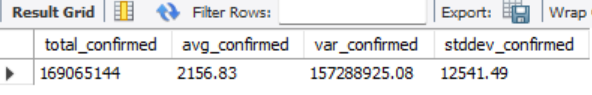 Result Grid Filter Rows: Export: Wrap
total_confirmed avg_confirmed var_confirmed stddev_confirmed
169065144 2156.83 157288925.08 12541.49